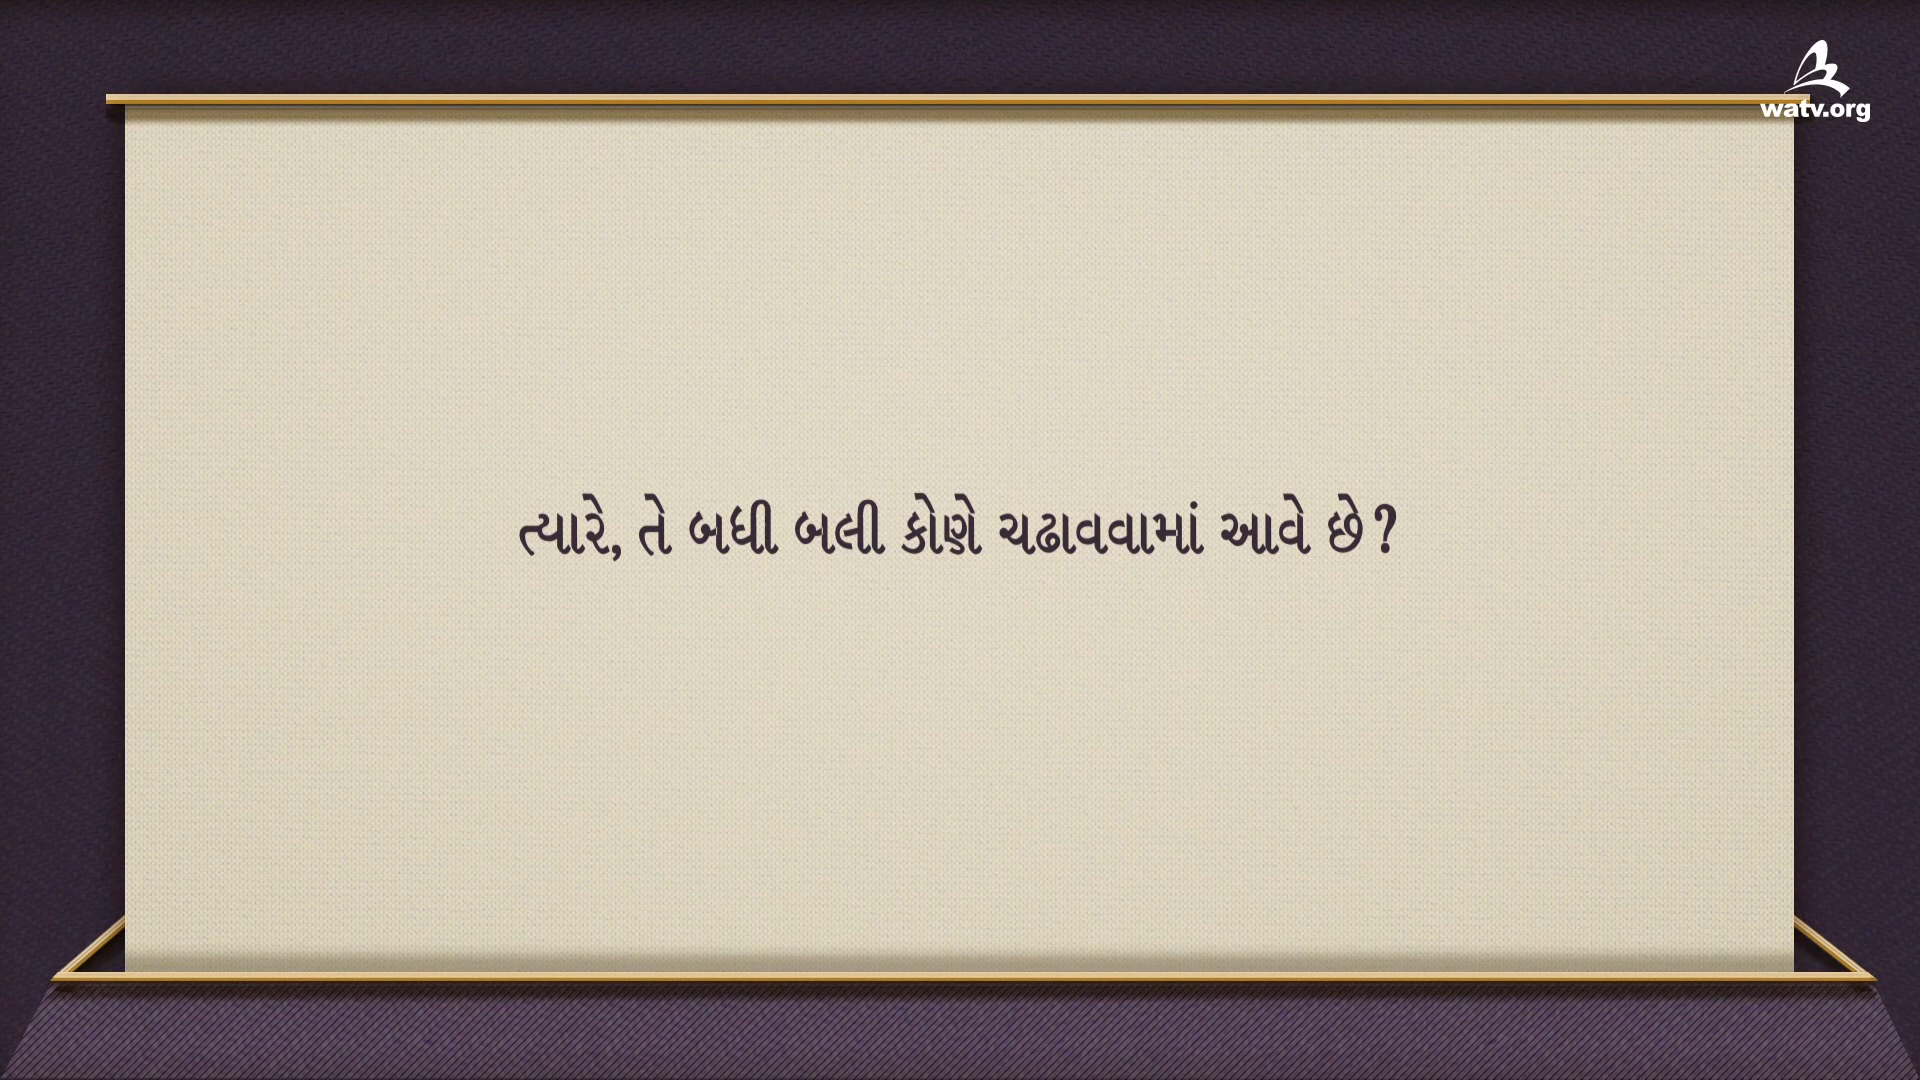 watv.org
ત્યારે, તે બધી બલી કોણે ચઢાવવામાં આવે છે?